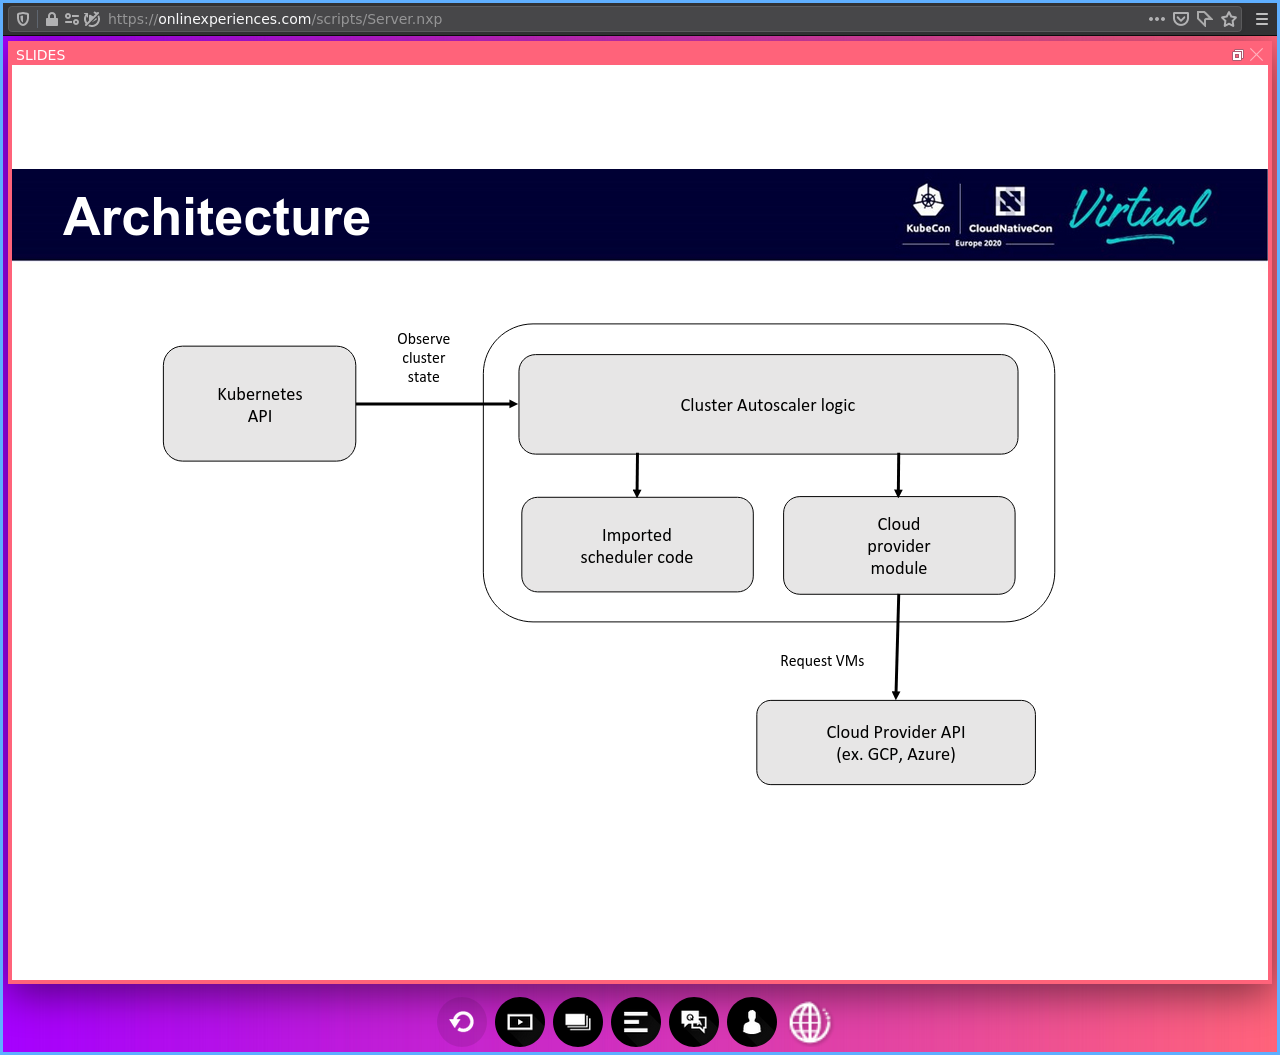 https://onlinexperiences.com/scripts/Server.nxp
SLIDES
Architecture
KubeCon
CloudNativeCon
Europe 2020
Virtual
Observe
cluster
state
Kubernetes
API
Cluster Autoscaler logic
Imported
scheduler code
Cloud
provider
module
Request VMs
Cloud Provider API
(ex. GCP, Azure)